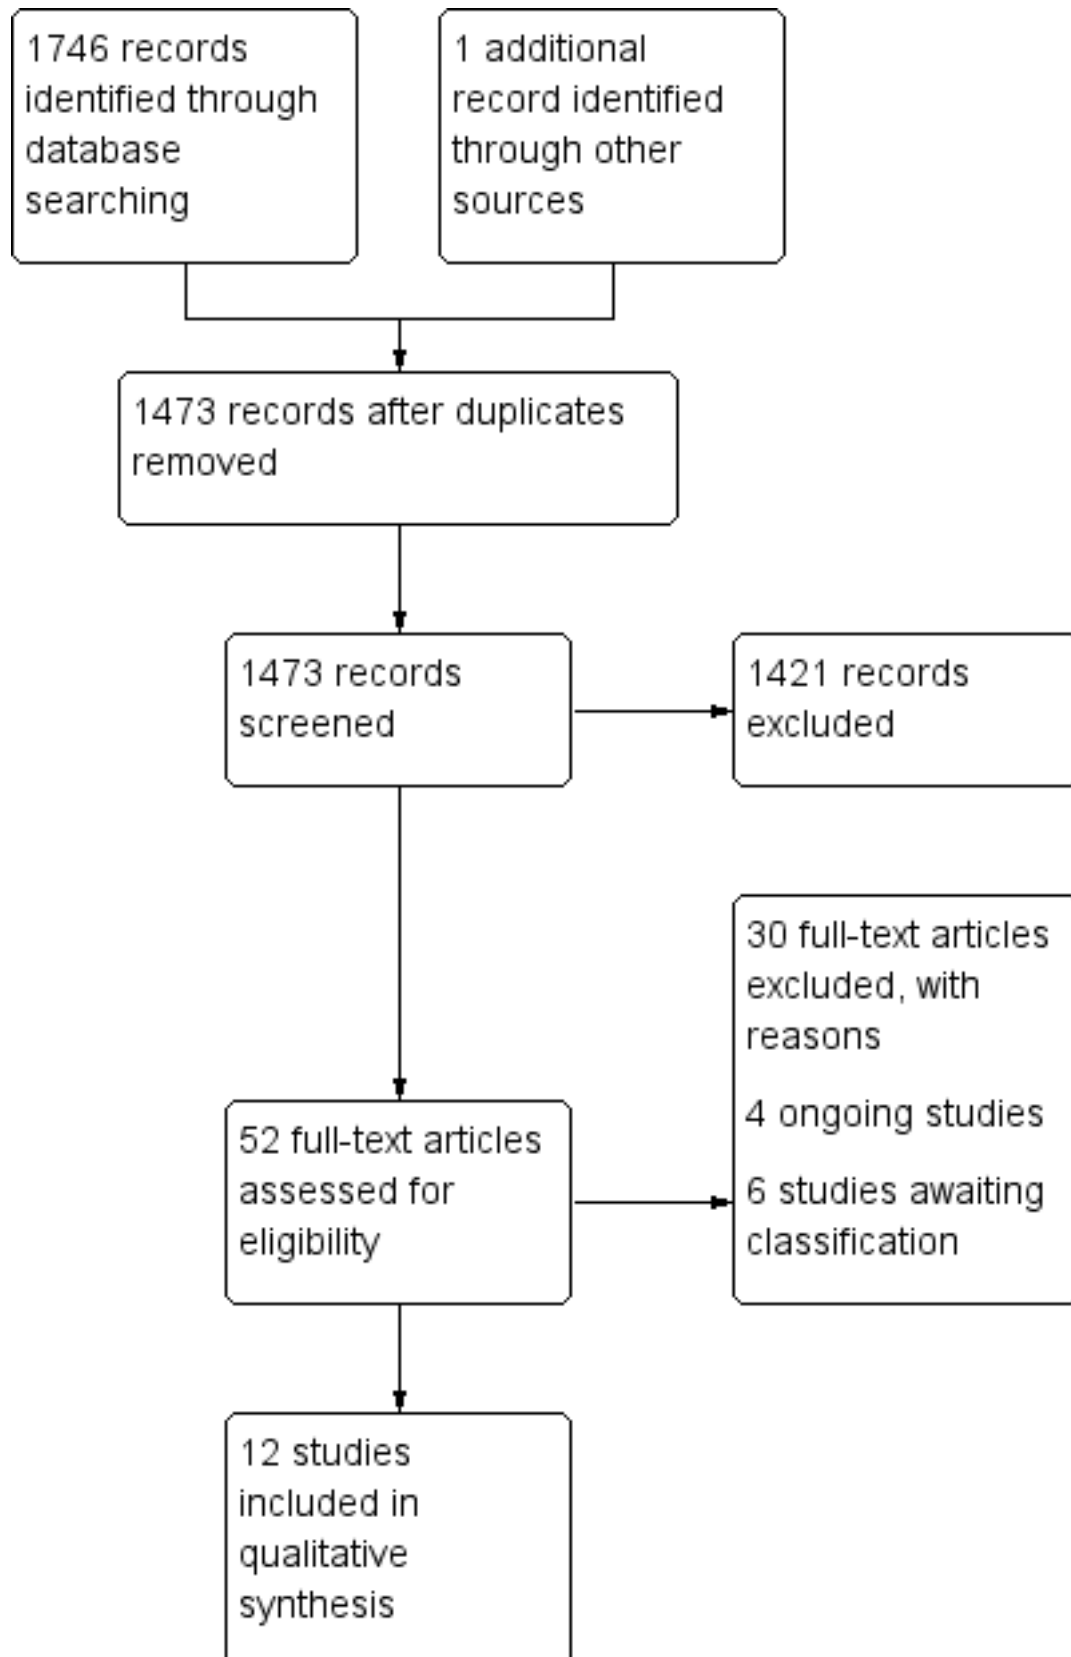 1746 records
identified through
database
searching
1 additional
record identified
through other
sources
1473 records after duplicates
removed
1473 records
screened
1421 records
excluded
30 full-text articles
excluded, with
reasons
4 ongoing studies
6 studies awaiting
classification
52 full-text articles
assessed for
eligibility
12 studies
included in
qualitative
synthesis